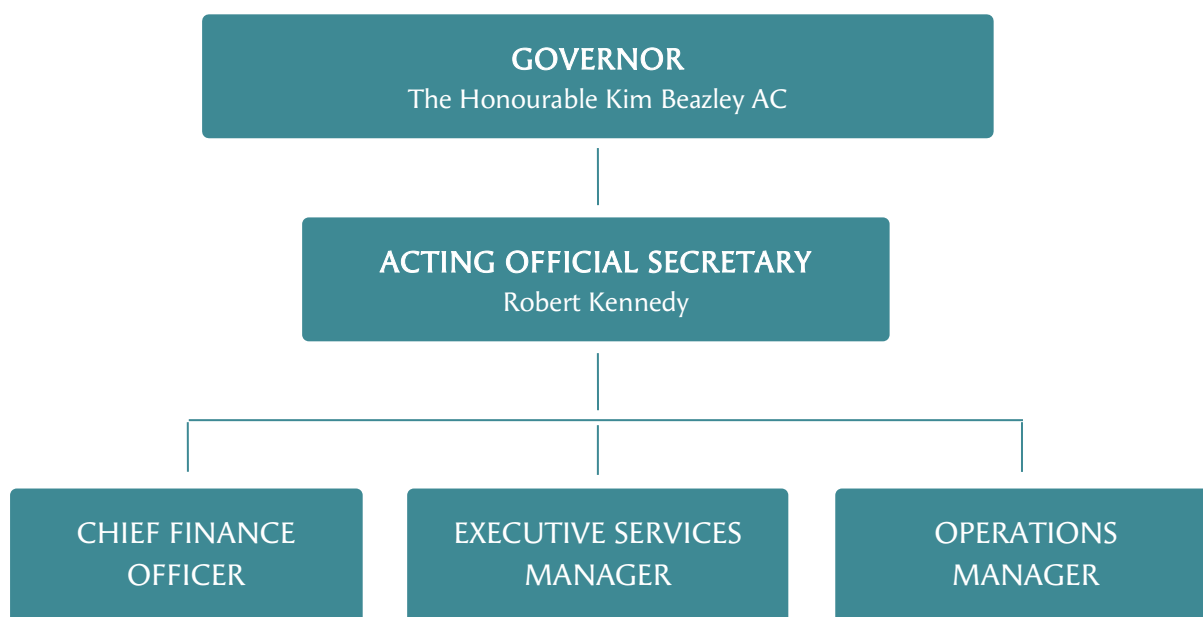 GOVERNOR
The Honourable Kim Beazley AC
ACTING OFFICIAL SECRETARY
Robert Kennedy
CHIEF FINANCE
OFFICER
EXECUTIVE SERVICES
MANAGER
OPERATIONS
MANAGER